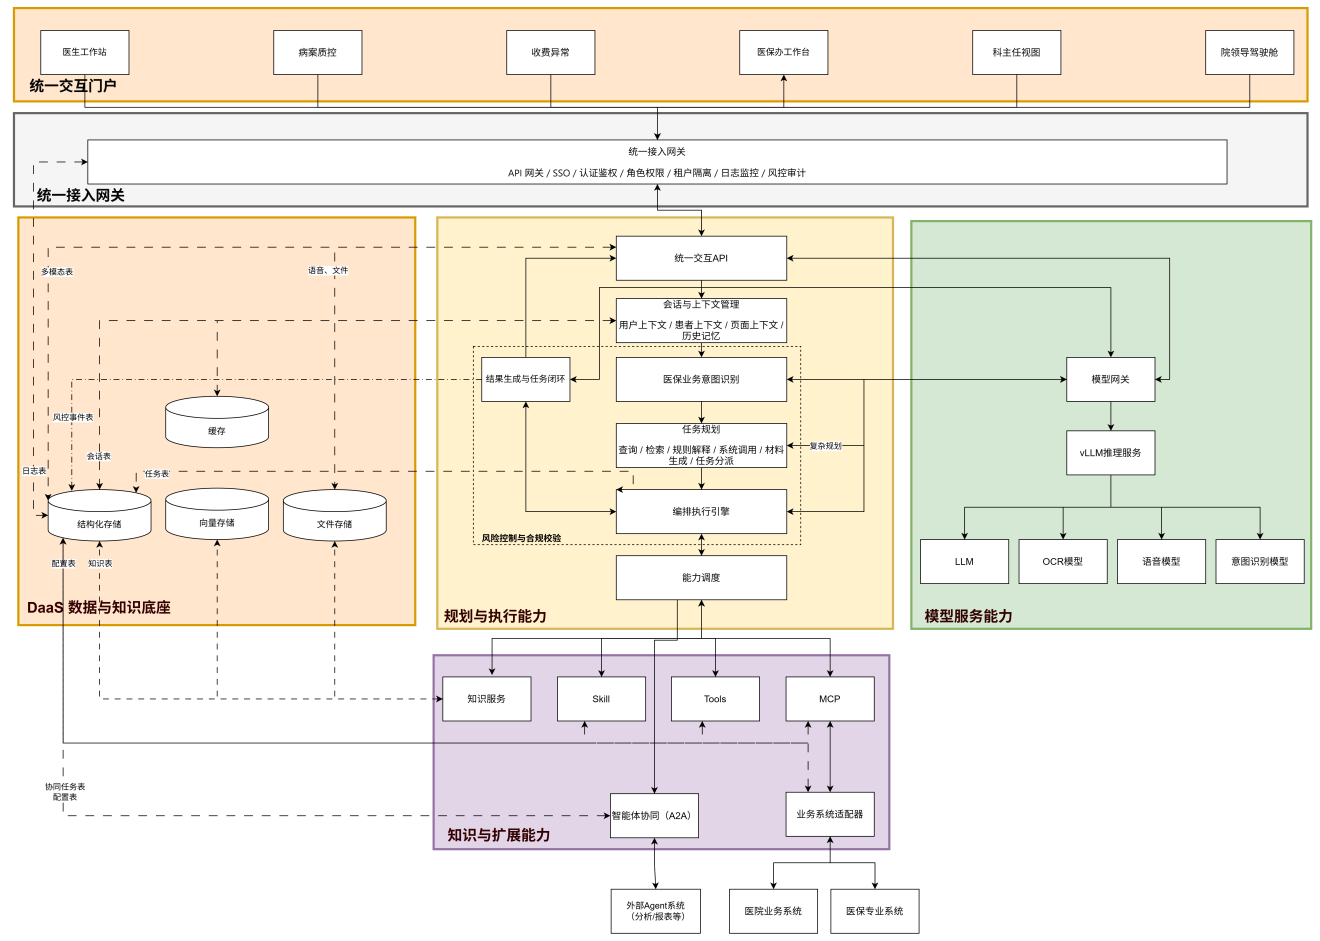 医生工作站
病案质控
收费异常
医保办工作台
科主任视图
院领导驾驶舱
统一交互门户
统一接入网关
API 网关 / SSO / 认证鉴权 / 角色权限 / 租户隔离 / 日志监控 / 风控审计
统一接入网关
统一交互API
多模态表
语音、文件
会话与上下文管理
用户上下文 / 患者上下文 / 页面上下文 /
历史记忆
结果生成与任务闭环
医保业务意图识别
模型网关
风控事件表
缓存
任务规划
查询 / 检索 / 规则解释 / 系统调用 / 材料
生成 / 任务分派
复杂规划
vLLM推理服务
会话表
日志表
任务表
结构化存储
向量存储
文件存储
编排执行引擎
风险控制与合规校验
配置表
知识表
能力调度
LLM
OCR模型
语音模型
意图识别模型
DaaS 数据与知识底座
规划与执行能力
模型服务能力
知识服务
Skill
Tools
MCP
协同任务表
配置表
智能体协同（A2A）
业务系统适配器
知识与扩展能力
外部Agent系统
（分析/报表等）
医院业务系统
医保专业系统